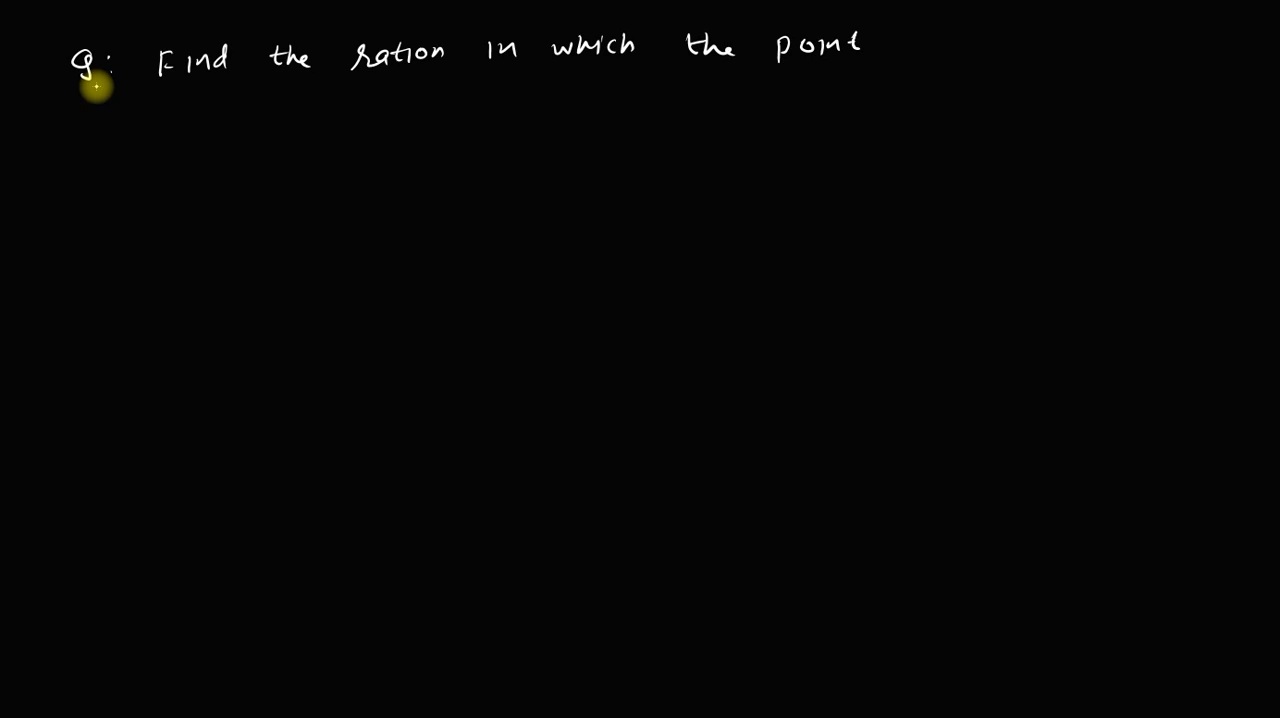 Q: Find the ration in which the point